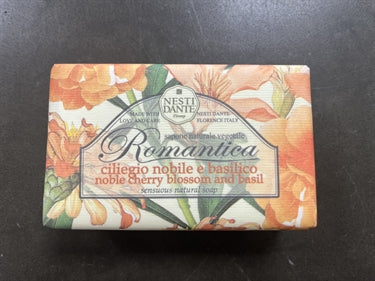 NESTI
DANTE
Firenze
MADE WITH
LOVE AND CARE
NESTI DANTE
FLORENCE ITALY
sapone naturale vegetale
Romantica
ciliegio nobile e basilico
noble cherry blossom and basil
sensuous natural soap